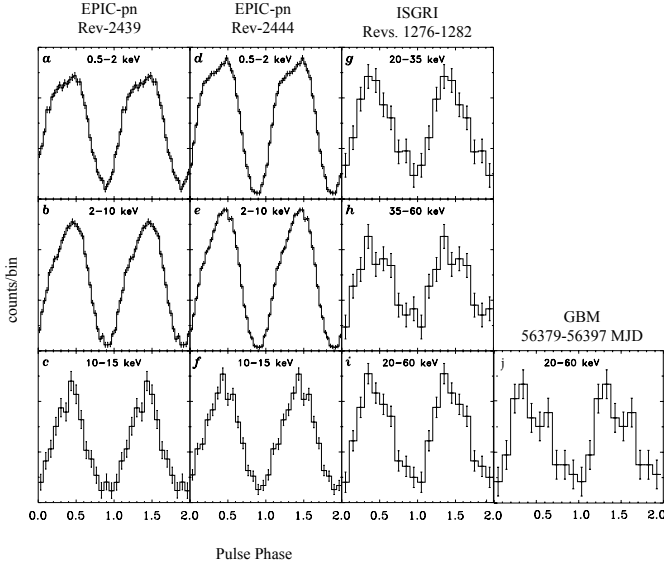 EPIC-pn EPIC-pn ISGRI
Rev-2439 Rev-2444 Revs. 1276-1282
a 0.5-2 keV d 0.5-2 keV g 20-35 keV
b 2-10 keV e 2-10 keV h 35-60 keV
counts/bin
GBM
56379-56397 MJD
c 10-15 keV f 10-15 keV i 20-60 keV j 20-60 keV
0.0 0.5 1.0 1.5 2.0 0.5 1.0 1.5 2.0 0.5 1.0 1.5 2.0 0.5 1.0 1.5 2.0
Pulse Phase